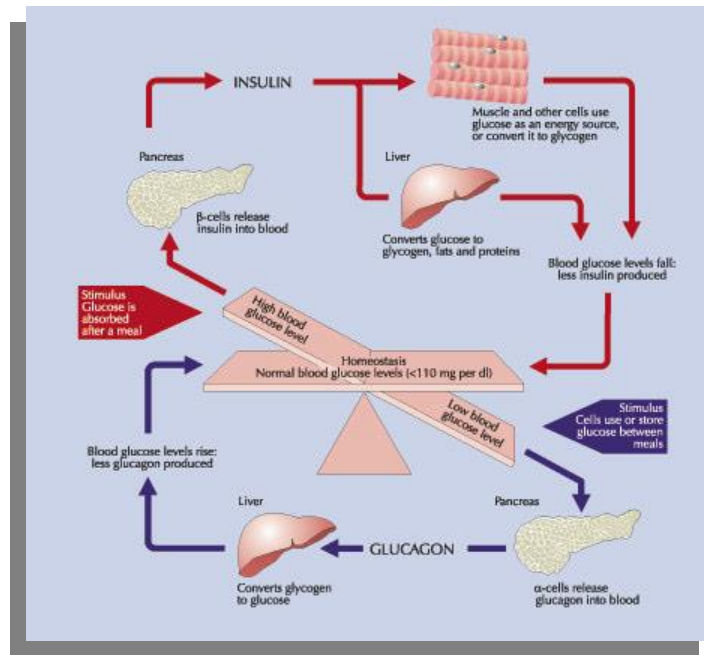 INSULIN
Muscle and other cells use
glucose as an energy source,
or convert it to glycogen
Pancreas
β-cells release
insulin into blood
Liver
Converts glucose to
glycogen, fats and proteins
Blood glucose levels fall:
less insulin produced
Stimulus
Glucose is
absorbed
after a meal
High blood
glucose level
Homeostasis
Normal blood glucose levels (<110 mg per dl)
Low blood
glucose level
Stimulus
Cells use or store
glucose between
meals
Blood glucose levels rise:
less glucagon produced
Liver
Converts glycogen
to glucose
GLUCAGON
Pancreas
α-cells release
glucagon into blood